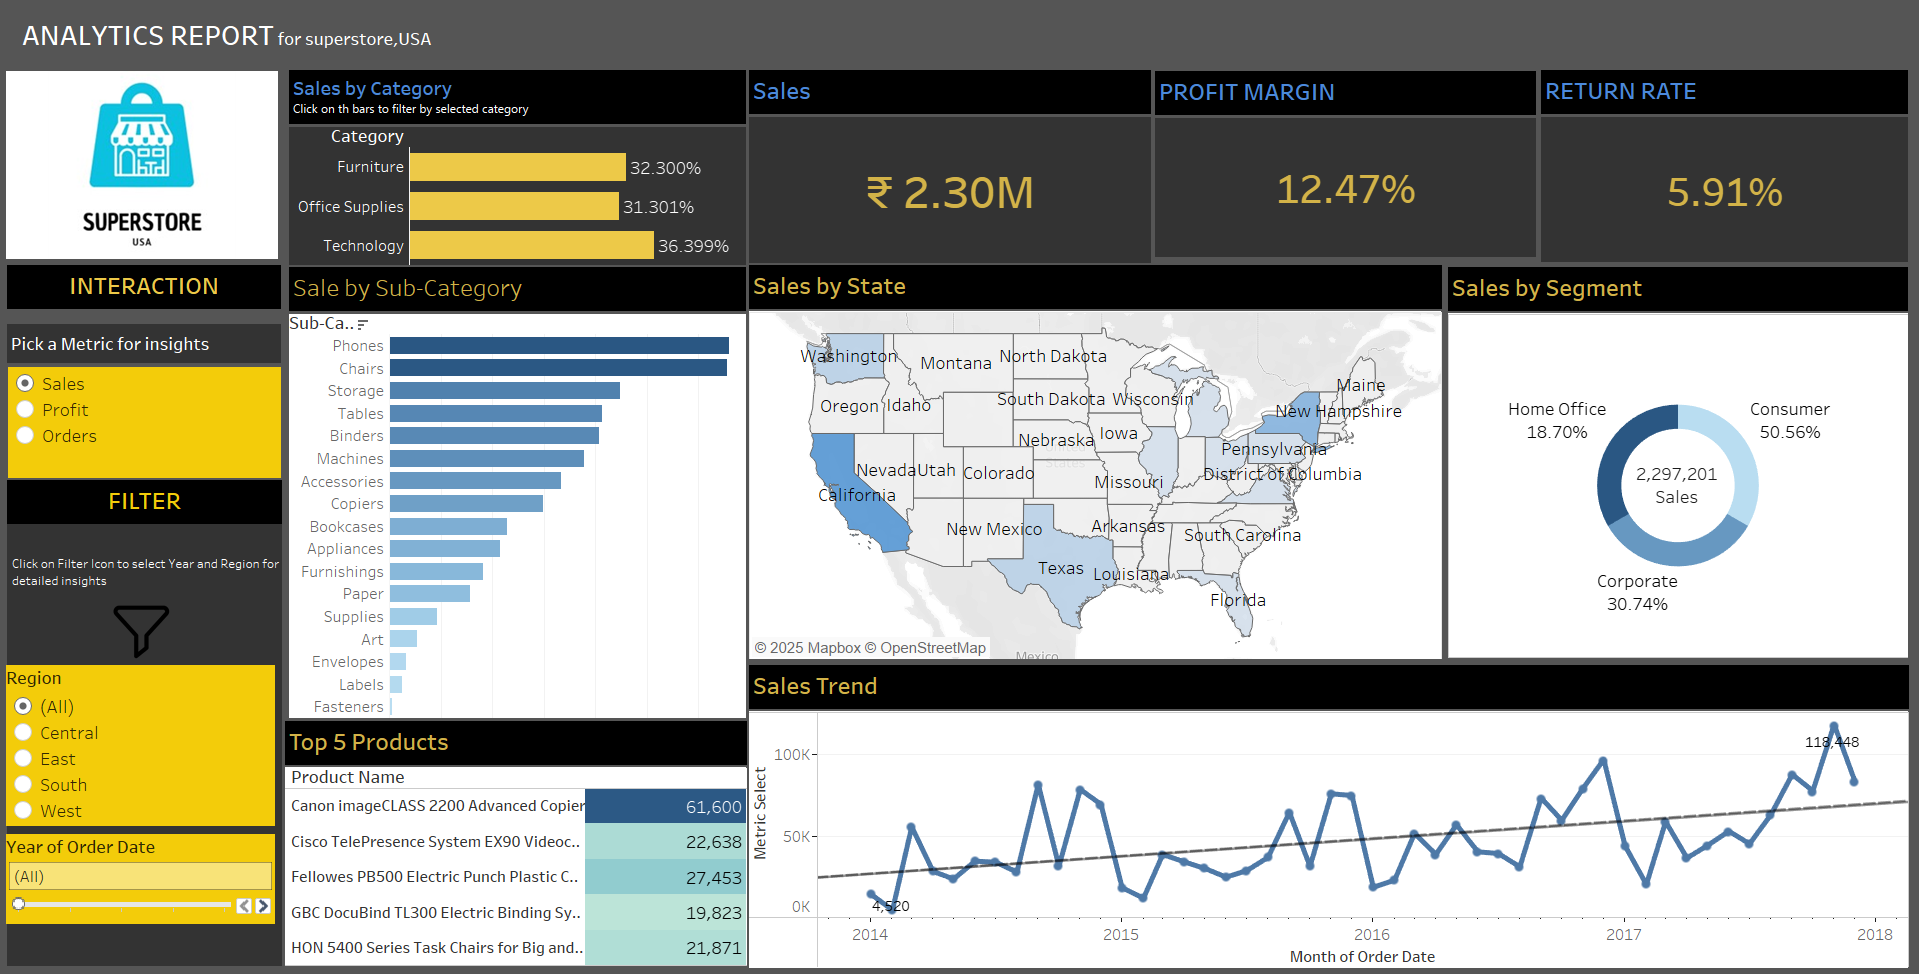 ANALYTICS REPORT for superstore,USA
SUPERSTORE
USA
INTERACTION
Pick a Metric for insights
Sales
Profit
Orders
FILTER
Click on Filter Icon to select Year and Region for
detailed insights
Region
(All)
Central
East
South
West
Year of Order Date
(All)
Sales by Category
Click on th bars to filter by selected category
Category
Furniture 32.300%
Office Supplies 31.301%
Technology 36.399%
Sale by Sub-Category
Sub-Ca..
Phones
Chairs
Storage
Tables
Binders
Machines
Accessories
Copiers
Bookcases
Appliances
Furnishings
Paper
Supplies
Art
Envelopes
Labels
Fasteners
Top 5 Products
Product Name
Canon imageCLASS 2200 Advanced Copier 61,600
Cisco TelePresence System EX90 Videoc.. 22,638
Fellowes PB500 Electric Punch Plastic C.. 27,453
GBC DocuBind TL300 Electric Binding Sy.. 19,823
HON 5400 Series Task Chairs for Big and.. 21,871
Sales
₹ 2.30M
PROFIT MARGIN
12.47%
RETURN RATE
5.91%
Sales by State
Washington
Montana
North Dakota
Maine
Oregon
Idaho
South Dakota
Wisconsin
New Hampshire
Nebraska
Iowa
United
States
Pennsylvania
Nevada
Utah
Colorado
Missouri
District of Columbia
California
New Mexico
Arkansas
South Carolina
Texas
Louisiana
Florida
Mexico
© 2025 Mapbox © OpenStreetMap
Sales by Segment
Home Office
18.70%
Consumer
50.56%
2,297,201
Sales
Corporate
30.74%
Sales Trend
Metric Select
100K
50K
0K
118,448
4,520
2014 2015 2016 2017 2018
Month of Order Date